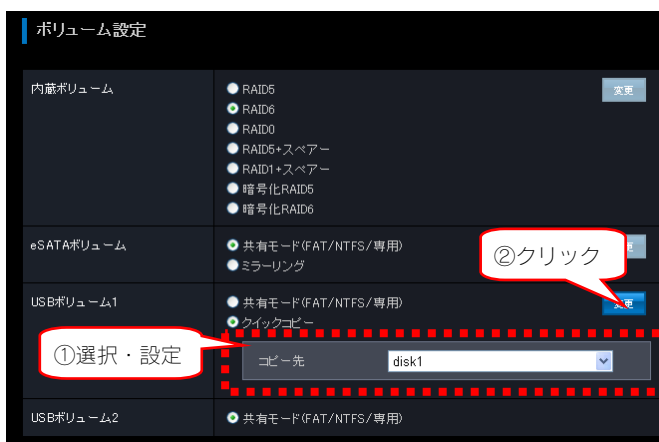 ボリューム設定
内蔵ボリューム
RAID5
変更
RAID6
RAID0
RAID5+スペアー
RAID1+スペアー
暗号化RAID5
暗号化RAID6
eSATAボリューム
共有モード(FAT/NTFS/専用)
ミラーリング
②クリック
USBボリューム1
共有モード(FAT/NTFS/専用)
変更
クイックコピー
①選択・設定
コピー先
disk1
USBボリューム2
共有モード(FAT/NTFS/専用)